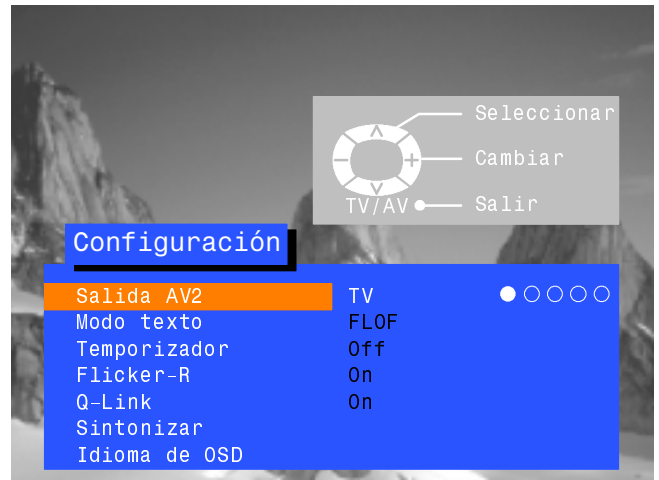 Seleccionar
Cambiar
TV/AV Salir
Configuración
Salida AV2 TV
Modo texto FLOF
Temporizador Off
Flicker-R On
Q-Link On
Sintonizar
Idioma de OSD